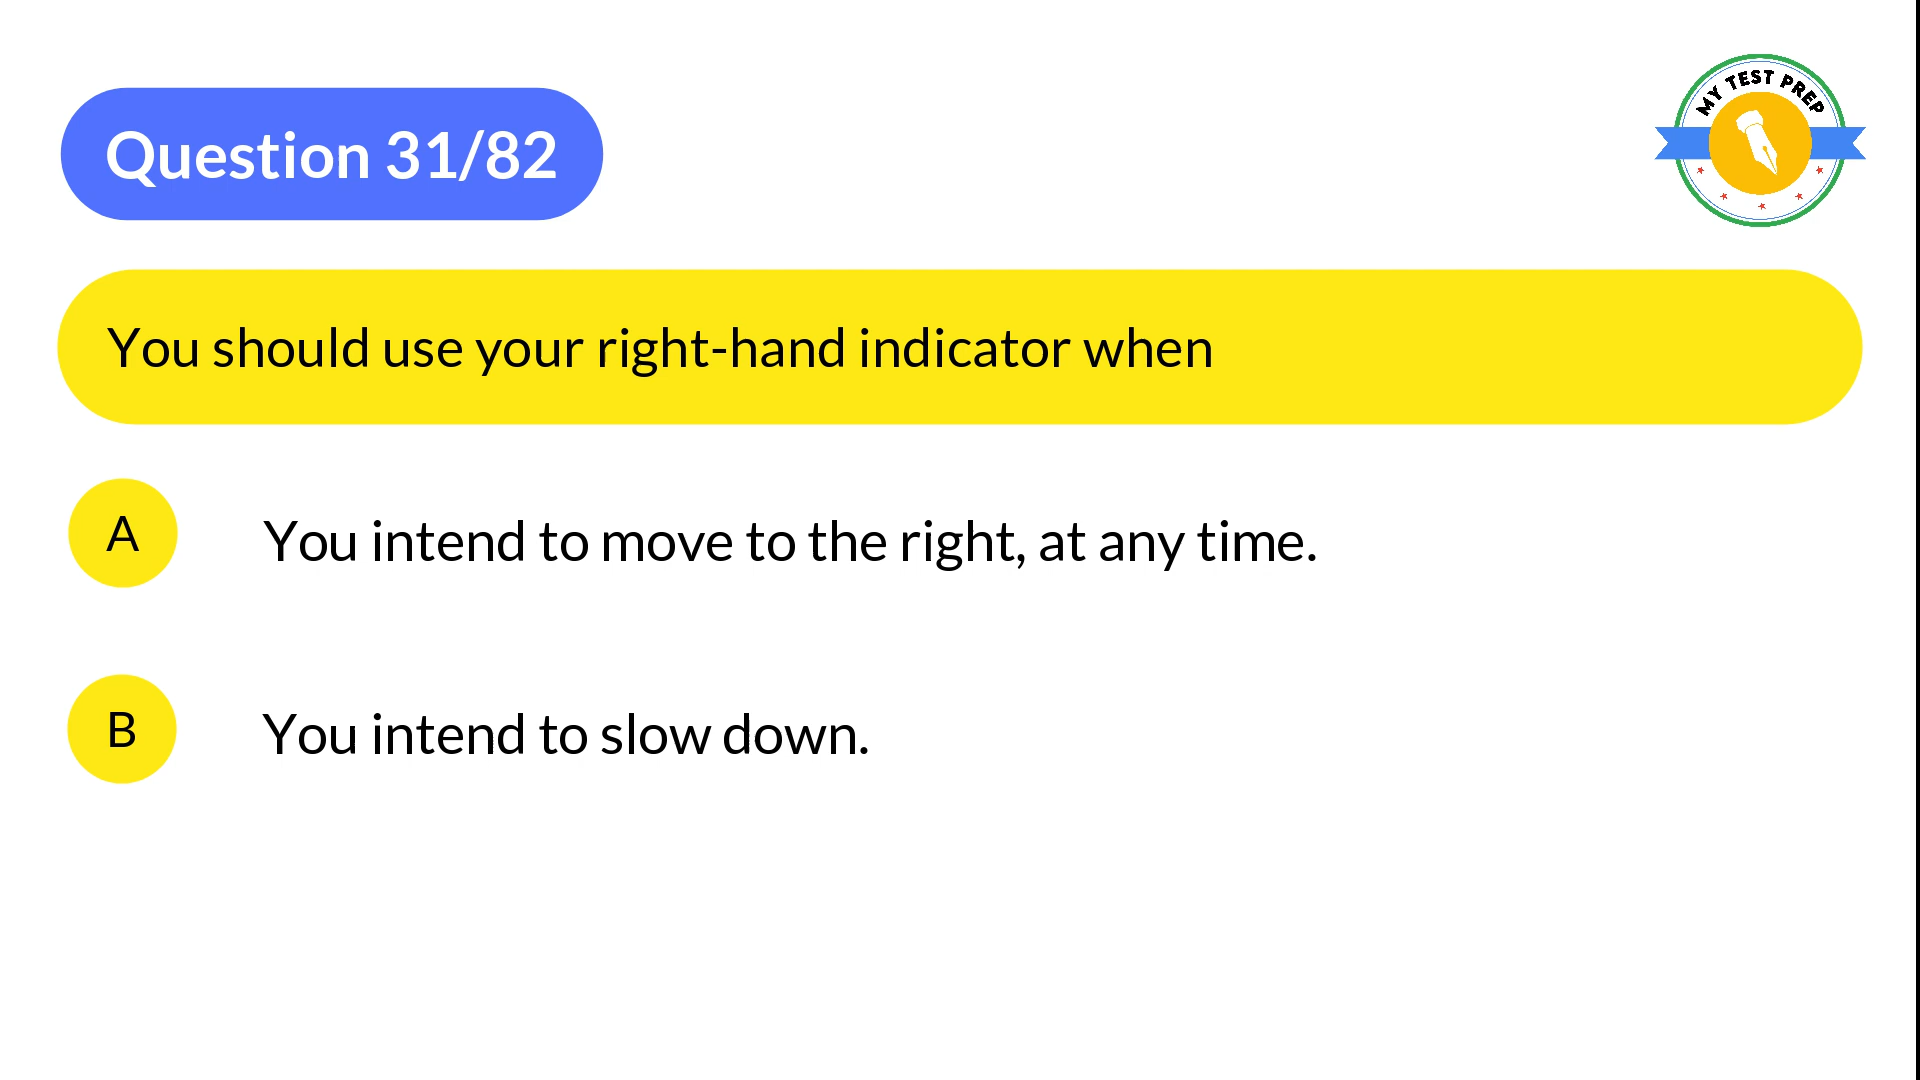 MY TEST PREP
Question 31/82
You should use your right-hand indicator when
A
You intend to move to the right, at any time.
B
You intend to slow down.